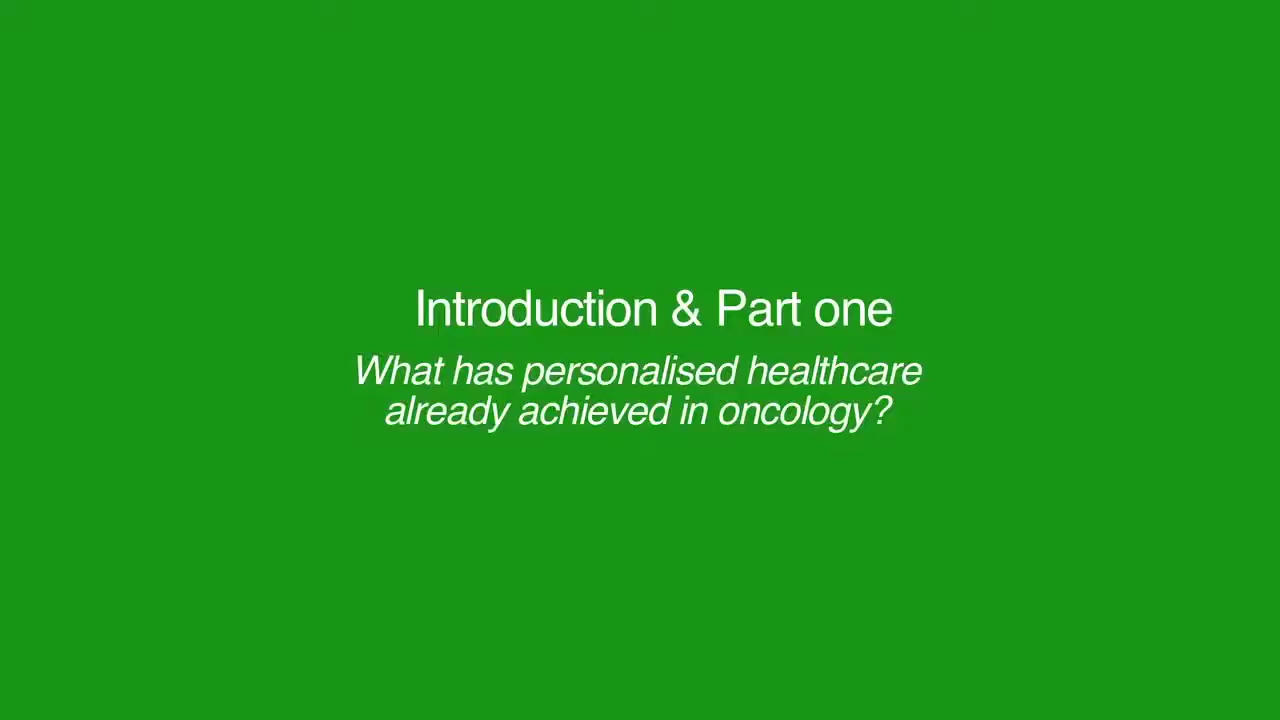 Introduction & Part one
What has personalised healthcare
already achieved in oncology?